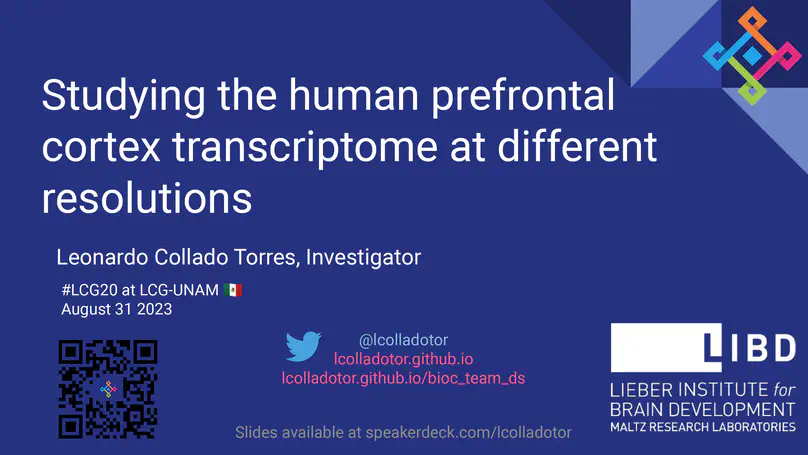 Studying the human prefrontal
cortex transcriptome at different
resolutions
Leonardo Collado Torres, Investigator
#LCG20 at LCG-UNAM 🇲🇽
August 31 2023
@lcolladotor
lcolladotor.github.io
lcolladotor.github.io/bioc_team_ds
LIBD
LIEBER INSTITUTE for
BRAIN DEVELOPMENT
MALTZ RESEARCH LABORATORIES
Slides available at speakerdeck.com/lcolladotor